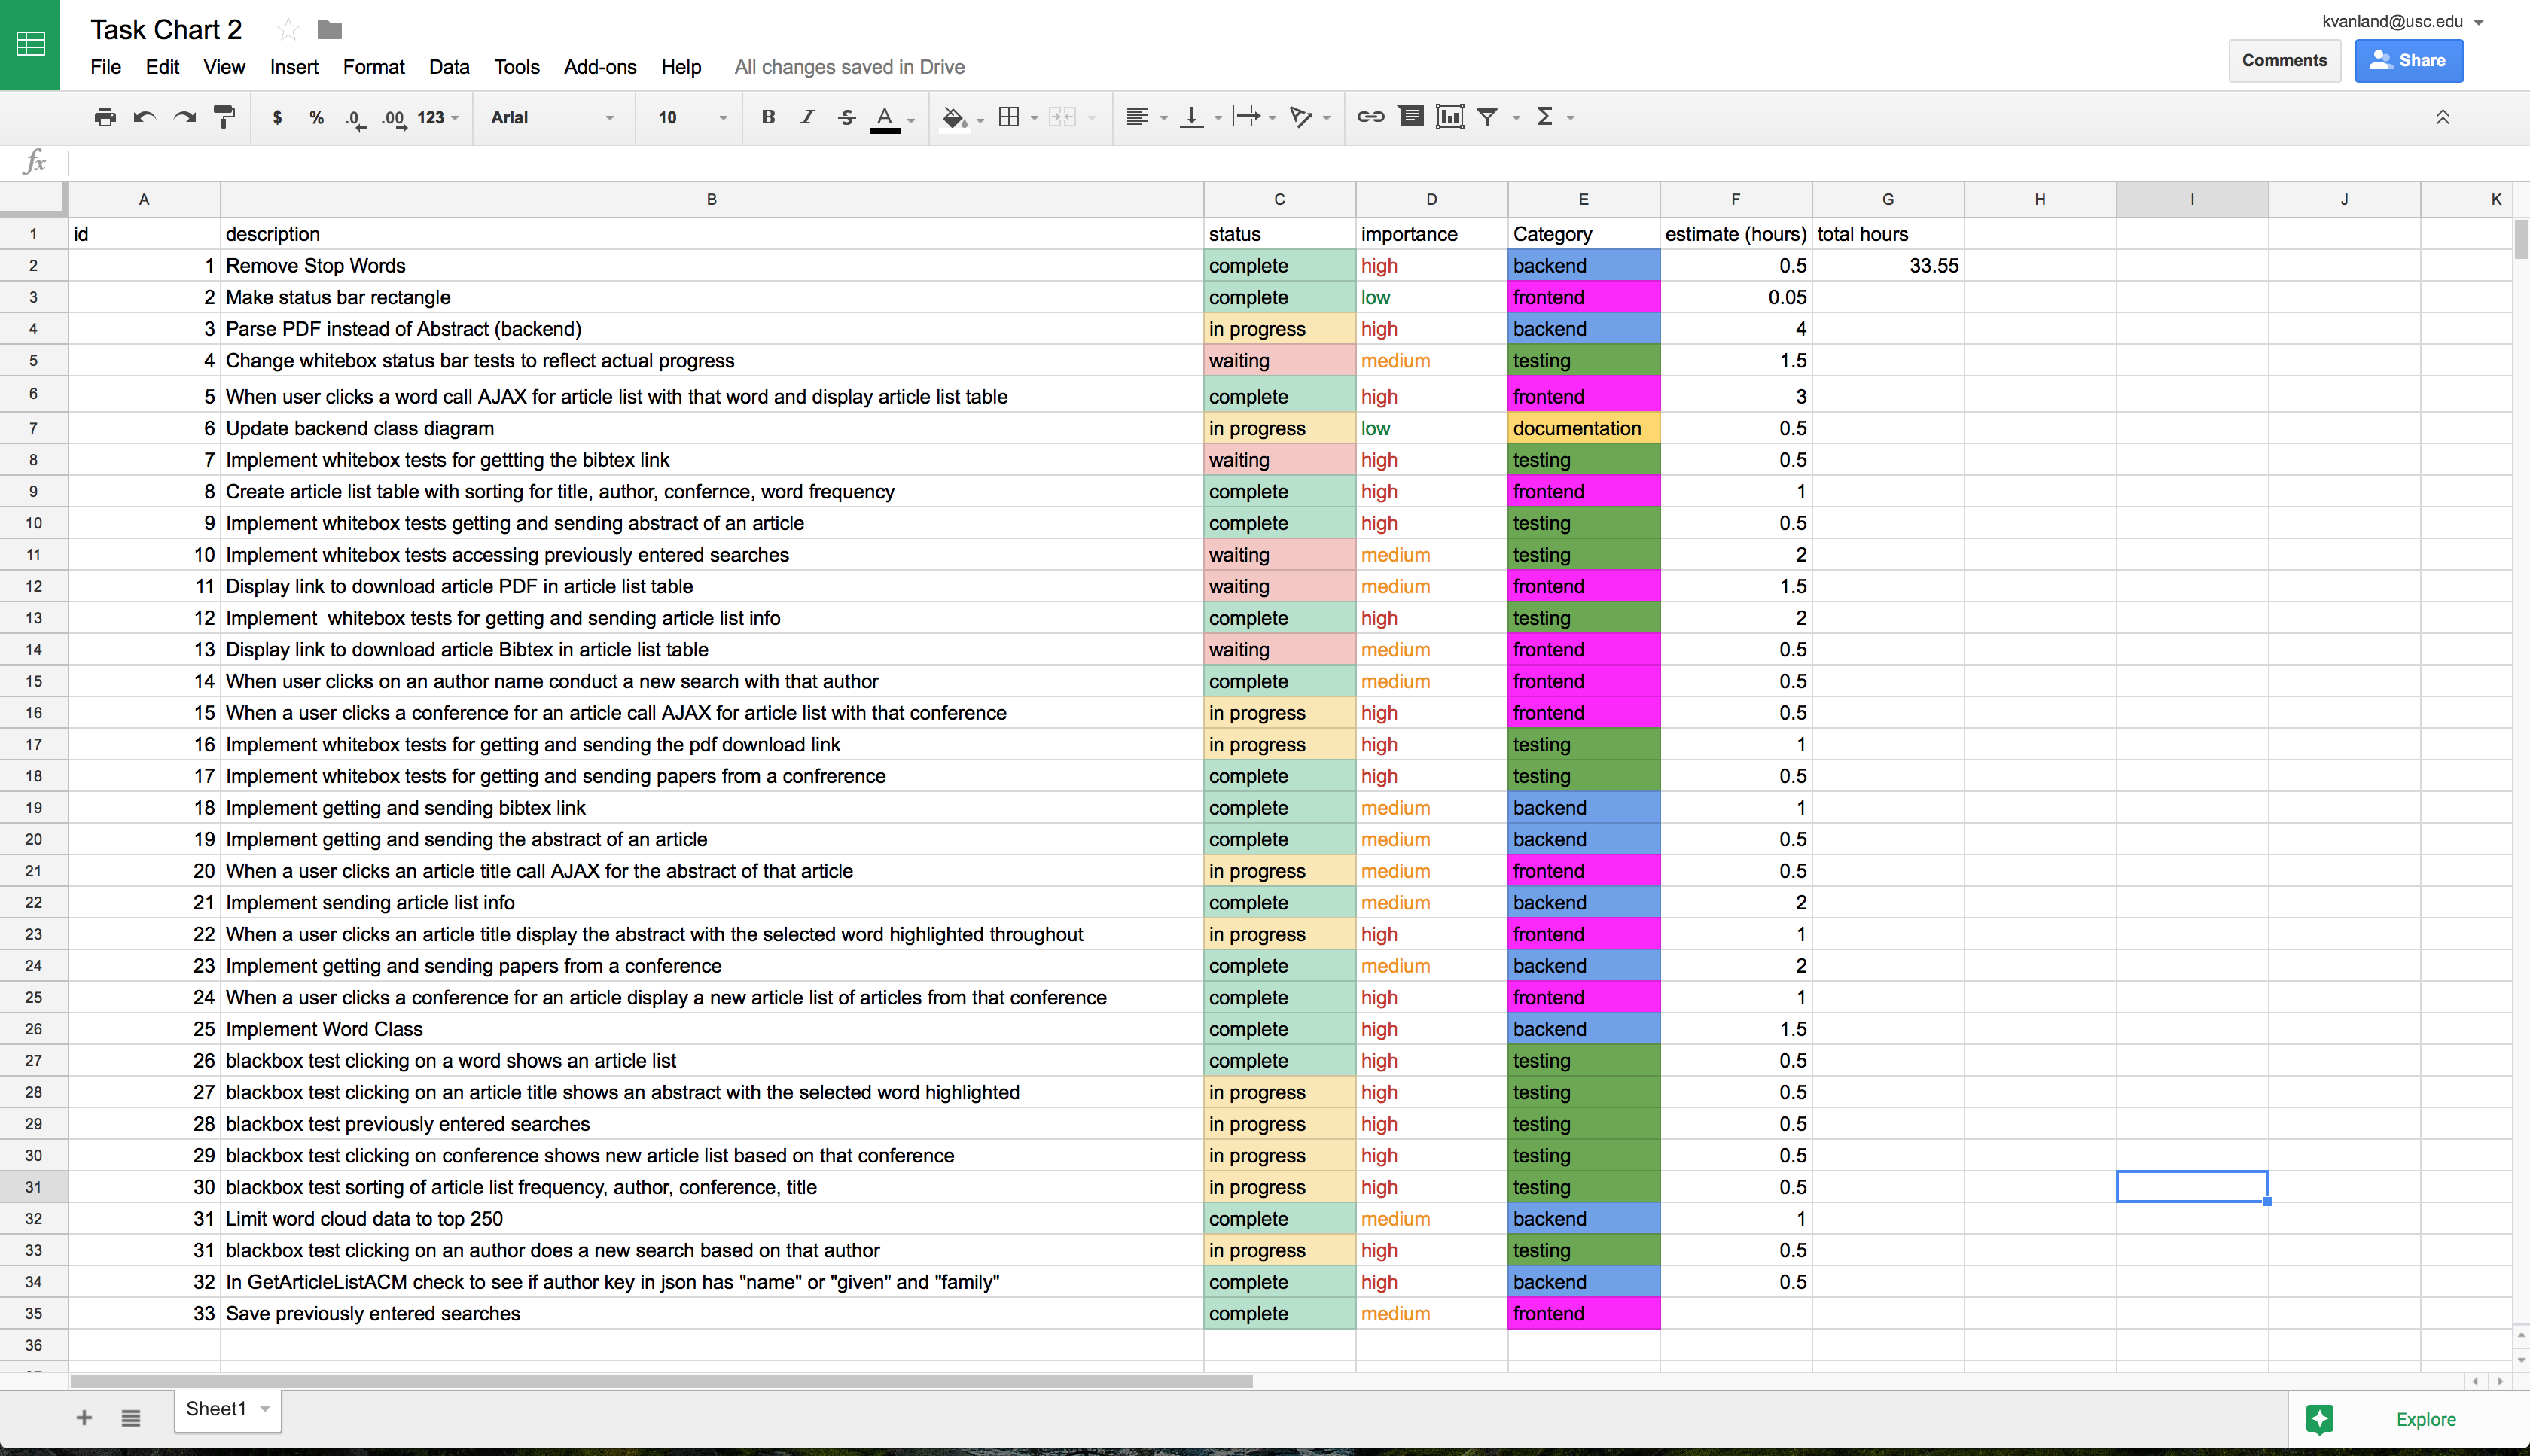 Task Chart 2
kvanland@usc.edu
File Edit View Insert Format Data Tools Add-ons Help All changes saved in Drive
Comments Share
$ % .0 .00 123 Arial 10 B I S A Σ
fx
A B C D E F G H I J K
1 id description status importance Category estimate (hours) total hours
2 1 Remove Stop Words complete high backend 0.5 33.55
3 2 Make status bar rectangle complete low frontend 0.05
4 3 Parse PDF instead of Abstract (backend) in progress high backend 4
5 4 Change whitebox status bar tests to reflect actual progress waiting medium testing 1.5
6 5 When user clicks a word call AJAX for article list with that word and display article list table complete high frontend 3
7 6 Update backend class diagram in progress low documentation 0.5
8 7 Implement whitebox tests for gettting the bibtex link waiting high testing 0.5
9 8 Create article list table with sorting for title, author, confernce, word frequency complete high frontend 1
10 9 Implement whitebox tests getting and sending abstract of an article complete high testing 0.5
11 10 Implement whitebox tests accessing previously entered searches waiting medium testing 2
12 11 Display link to download article PDF in article list table waiting medium frontend 1.5
13 12 Implement  whitebox tests for getting and sending article list info complete high testing 2
14 13 Display link to download article Bibtex in article list table waiting medium frontend 0.5
15 14 When user clicks on an author name conduct a new search with that author complete medium frontend 0.5
16 15 When a user clicks a conference for an article call AJAX for article list with that conference in progress high frontend 0.5
17 16 Implement whitebox tests for getting and sending the pdf download link in progress high testing 1
18 17 Implement whitebox tests for getting and sending papers from a confrerence complete high testing 0.5
19 18 Implement getting and sending bibtex link complete medium backend 1
20 19 Implement getting and sending the abstract of an article complete medium backend 0.5
21 20 When a user clicks an article title call AJAX for the abstract of that article in progress medium frontend 0.5
22 21 Implement sending article list info complete medium backend 2
23 22 When a user clicks an article title display the abstract with the selected word highlighted throughout in progress high frontend 1
24 23 Implement getting and sending papers from a conference complete medium backend 2
25 24 When a user clicks a conference for an article display a new article list of articles from that conference complete high frontend 1
26 25 Implement Word Class complete high backend 1.5
27 26 blackbox test clicking on a word shows an article list complete high testing 0.5
28 27 blackbox test clicking on an article title shows an abstract with the selected word highlighted in progress high testing 0.5
29 28 blackbox test previously entered searches in progress high testing 0.5
30 29 blackbox test clicking on conference shows new article list based on that conference in progress high testing 0.5
31 30 blackbox test sorting of article list frequency, author, conference, title in progress high testing 0.5
32 31 Limit word cloud data to top 250 complete medium backend 1
33 31 blackbox test clicking on an author does a new search based on that author in progress high testing 0.5
34 32 In GetArticleListACM check to see if author key in json has "name" or "given" and "family" complete high backend 0.5
35 33 Save previously entered searches complete medium frontend
36
Sheet1
Explore